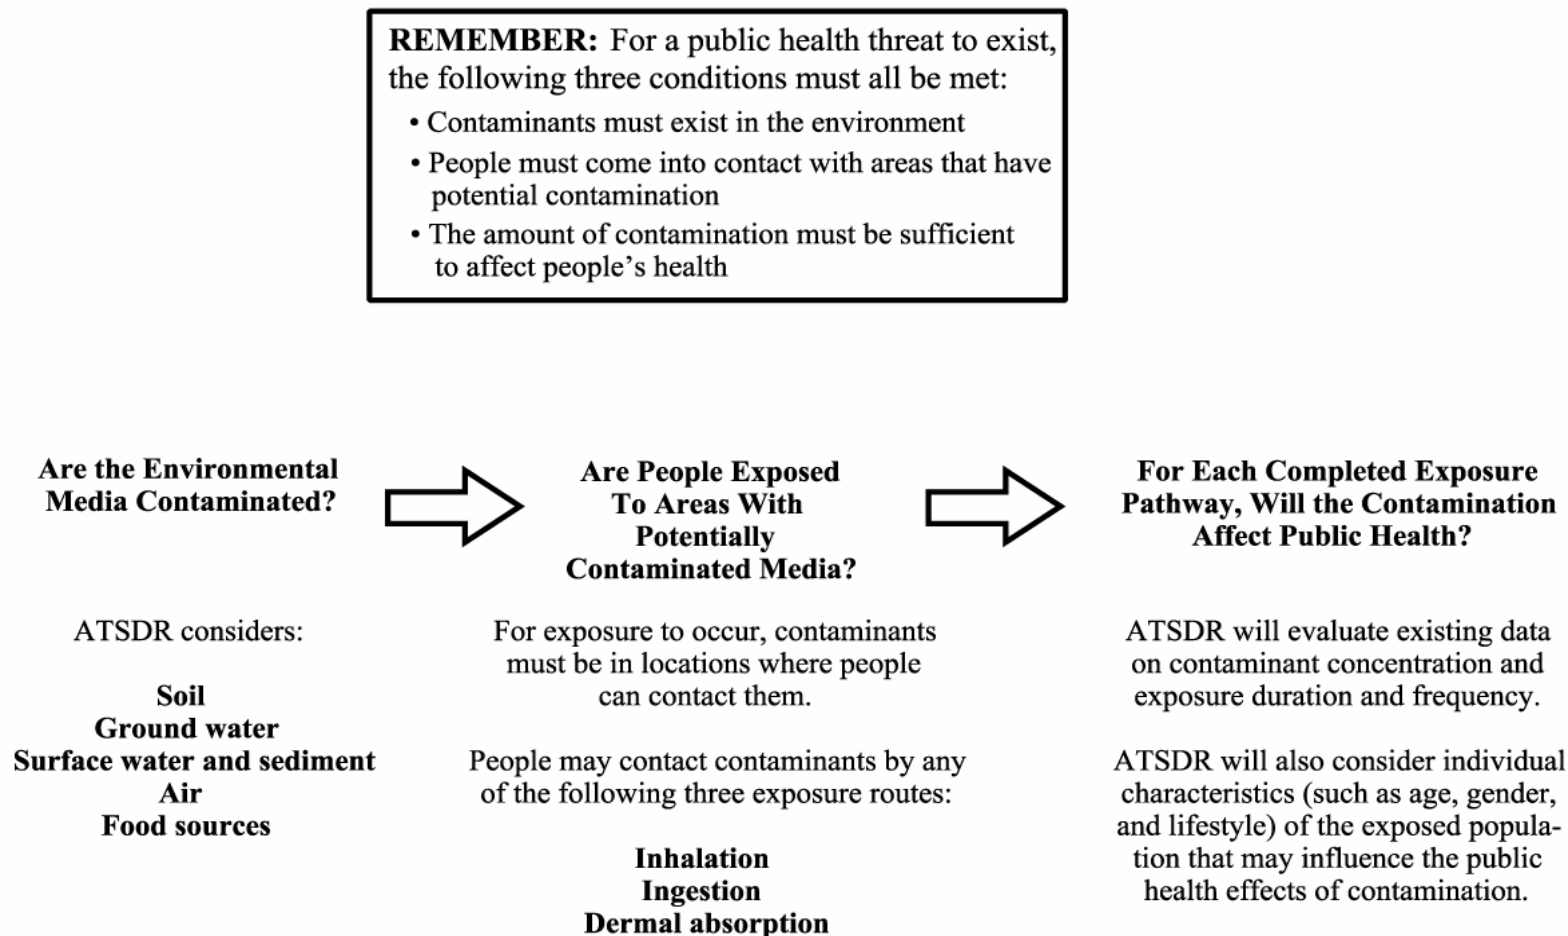 REMEMBER: For a public health threat to exist,
the following three conditions must all be met:
• Contaminants must exist in the environment
• People must come into contact with areas that have
potential contamination
• The amount of contamination must be sufficient
to affect people’s health
Are the Environmental
Media Contaminated?
ATSDR considers:
Soil
Ground water
Surface water and sediment
Air
Food sources
Are People Exposed
To Areas With
Potentially
Contaminated Media?
For exposure to occur, contaminants
must be in locations where people
can contact them.
People may contact contaminants by any
of the following three exposure routes:
Inhalation
Ingestion
Dermal absorption
For Each Completed Exposure
Pathway, Will the Contamination
Affect Public Health?
ATSDR will evaluate existing data
on contaminant concentration and
exposure duration and frequency.
ATSDR will also consider individual
characteristics (such as age, gender,
and lifestyle) of the exposed popula-
tion that may influence the public
health effects of contamination.